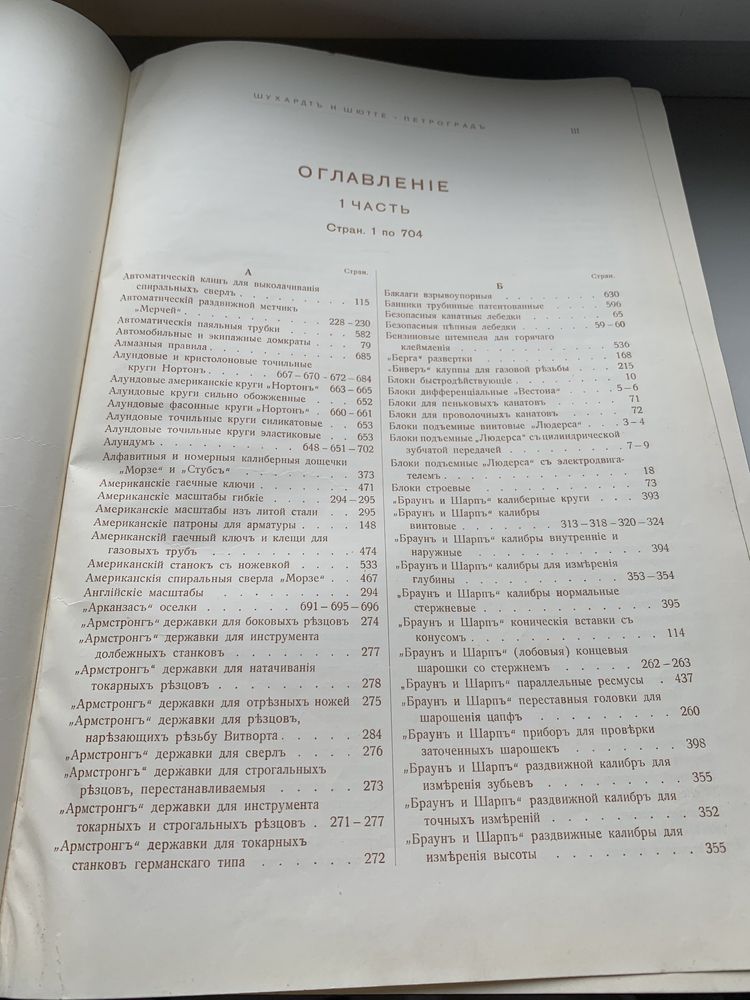 ШУХАРДТЪ И ШЮТТЕ - ПЕТРОГРАДЪ
III
ОГЛАВЛЕНІЕ
1 ЧАСТЬ
Стран. 1 по 704
А
Стран.
Автоматическій клинъ для выколачиванія
спиральныхъ сверлъ . . . . . . . . 115
Автоматическій раздвижной метчикъ
„Мерчей“ . . . . . . . . . 228–230
Автоматическія паяльныя трубки . . . 582
Автомобильные и экипажные домкраты . 79
Алмазныя правила . . . . . . . . . 685
Алундовые и кристолоновые точильные
круги Нортонъ . . . . . 667–670–672–684
Алундовые американскіе круги „Нортонъ“ 663–665
Алундовые круги сильно обожженные . . 652
Алундовые фасонные круги „Нортонъ“ . 660–661
Алундовые точильные круги силикатовые . 653
Алундовые точильные круги эластиковые . 653
Алундумъ . . . . . . . . . 648–651–702
Алфавитныя и номерныя калиберныя дощечки
„Морзе“ и „Стубсъ“ . . . . . . . . 373
Американскіе гаечные ключи . . . . . 471
Американскіе масштабы гибкіе . . . 294–295
Американскіе масштабы изъ литой стали . 295
Американскіе патроны для арматуры . . 148
Американскій гаечный ключъ и клещи для
газовыхъ трубъ . . . . . . . . . 474
Американскій станокъ съ ножевкой . . . 533
Американскія спиральныя сверла „Морзе“ . . 467
Англійскіе масштабы . . . . . . . 294
„Арканзасъ“ оселки . . . . . 691–695–696
„Армстронгъ“ державки для боковыхъ рѣзцовъ 274
„Армстронгъ“ державки для инструмента
долбежныхъ станковъ . . . . . . . 277
„Армстронгъ“ державки для натачиванія
токарныхъ рѣзцовъ . . . . . . . . 278
„Армстронгъ“ державки для отрѣзныхъ ножей 275
„Армстронгъ“ державки для рѣзцовъ,
нарѣзающихъ рѣзьбу Витворта . . . . . 284
„Армстронгъ“ державки для сверлъ . . . 276
„Армстронгъ“ державки для строгальныхъ
рѣзцовъ, перестанавливаемыя . . . . . 273
„Армстронгъ“ державки для инструмента
токарныхъ и строгальныхъ рѣзцовъ . 271–277
„Армстронгъ“ державки для токарныхъ
станковъ германскаго типа . . . . . . 272
Б
Стран.
Баклаги взрывоупорныя . . . . . . . 630
Банники трубинные патентованные . . . . 596
Безопасныя канатныя лебедки . . . . . 65
Безопасныя цѣпныя лебедки . . . . . 59–60
Бензиновые штемпеля для горячаго
клейменія . . . . . . . . . . 536
„Берга“ развертки . . . . . . . . 168
„Биверъ“ клуппы для газовой рѣзьбы . . 215
Блоки быстродѣйствующіе . . . . . . 10
Блоки дифференціальные „Вестона“ . . . 5–6
Блоки для пеньковыхъ канатовъ . . . . 71
Блоки для проволочныхъ канатовъ . . . . 72
Блоки подъемные винтовые „Людерса“ . . 3–4
Блоки подъемные „Людерса“ съ цилиндрической
зубчатой передачей . . . . . . . 7–9
Блоки подъемные „Людерса“ съ электродвига-
телемъ . . . . . . . . . . . . 18
Блоки строевые . . . . . . . . . 73
„Браунъ и Шарпъ“ калиберные круги . . 393
„Браунъ и Шарпъ“ калибры
винтовые . . . . . . . 313–318–320–324
„Браунъ и Шарпъ“ калибры внутренніе и
наружные . . . . . . . . . . . 394
„Браунъ и Шарпъ“ калибры для измѣренія
глубины . . . . . . . . . . 353–354
„Браунъ и Шарпъ“ калибры нормальные
стержневые . . . . . . . . . . . 395
„Браунъ и Шарпъ“ коническія вставки съ
конусомъ . . . . . . . . . . . . 114
„Браунъ и Шарпъ“ (лобовыя) концевыя
шарошки со стержнемъ . . . . . 262–263
„Браунъ и Шарпъ“ параллельные ресмусы . 437
„Браунъ и Шарпъ“ переставныя головки для
шарошенія цапфъ . . . . . . . . 260
„Браунъ и Шарпъ“ приборъ для провѣрки
заточенныхъ шарошекъ . . . . . . . 398
„Браунъ и Шарпъ“ раздвижной калибръ для
измѣренія зубьевъ . . . . . . . . 355
„Браунъ и Шарпъ“ раздвижной калибръ для
точныхъ измѣреній . . . . . . . . 352
„Браунъ и Шарпъ“ раздвижные калибры для
измѣренія высоты . . . . . . . . 355